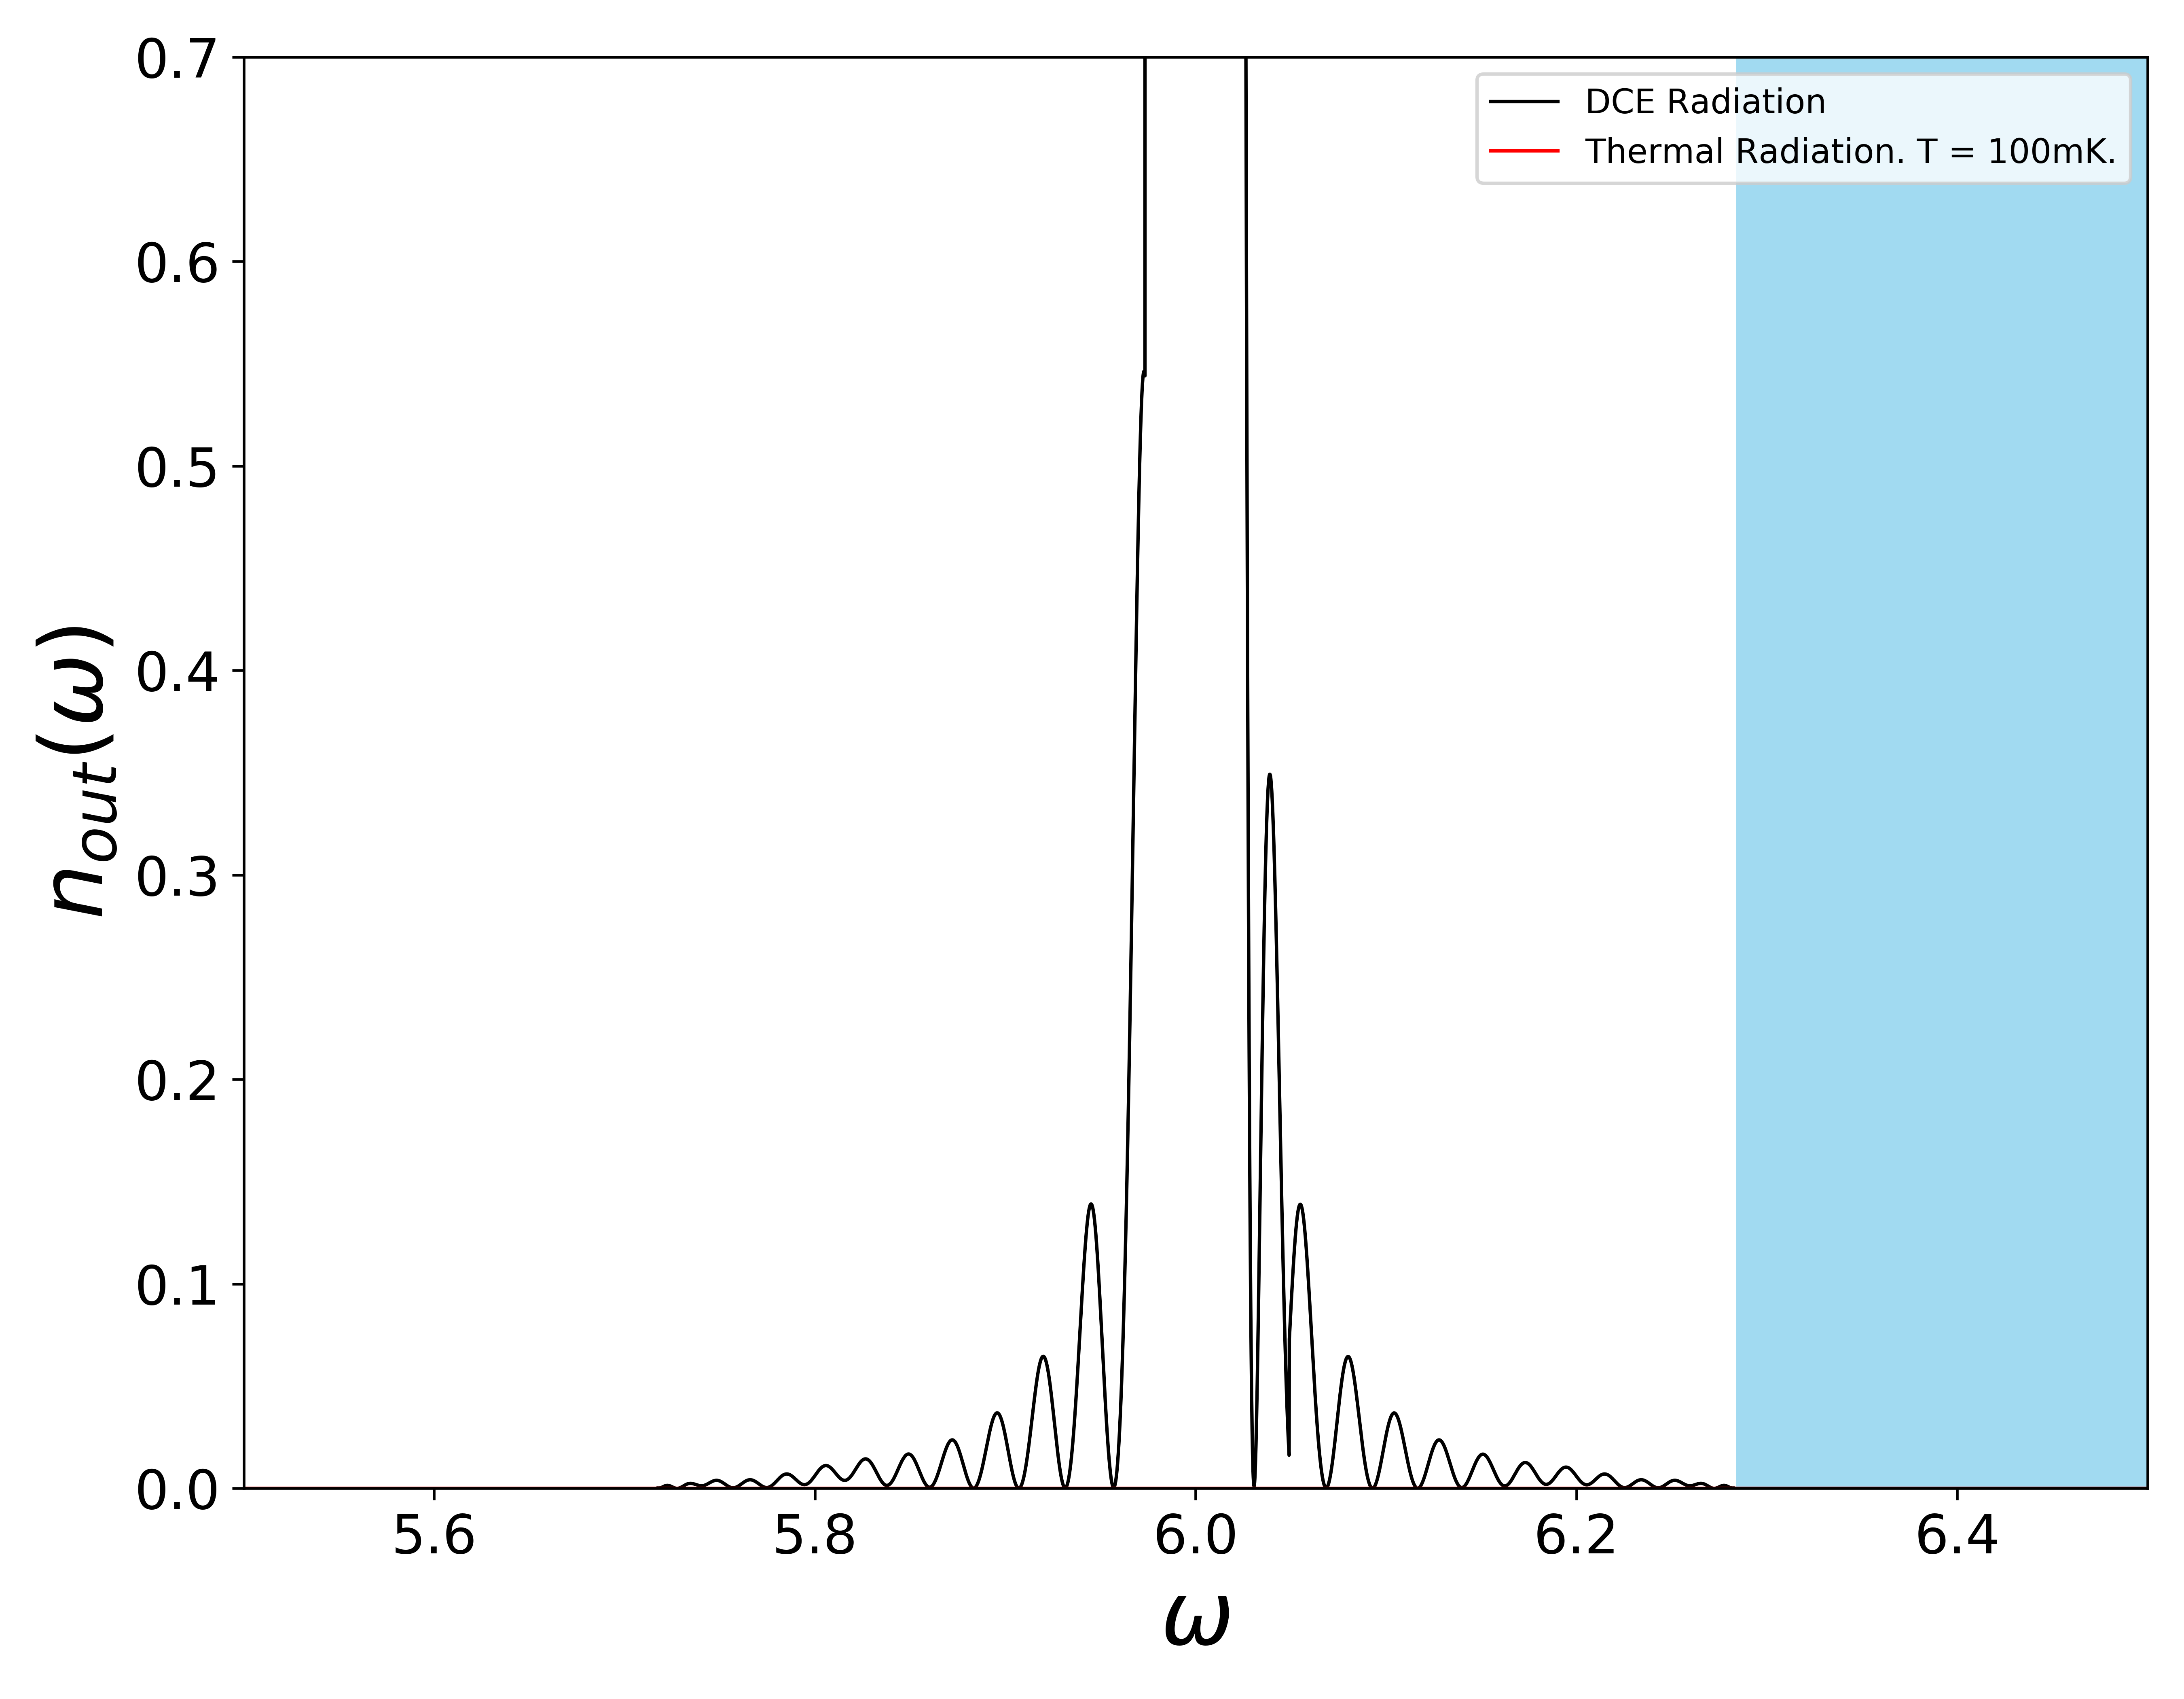 0.7
0.6
0.5
0.4
0.3
0.2
0.1
0.0
n_out(ω)
DCE Radiation
Thermal Radiation. T = 100mK.
5.6 5.8 6.0 6.2 6.4
ω